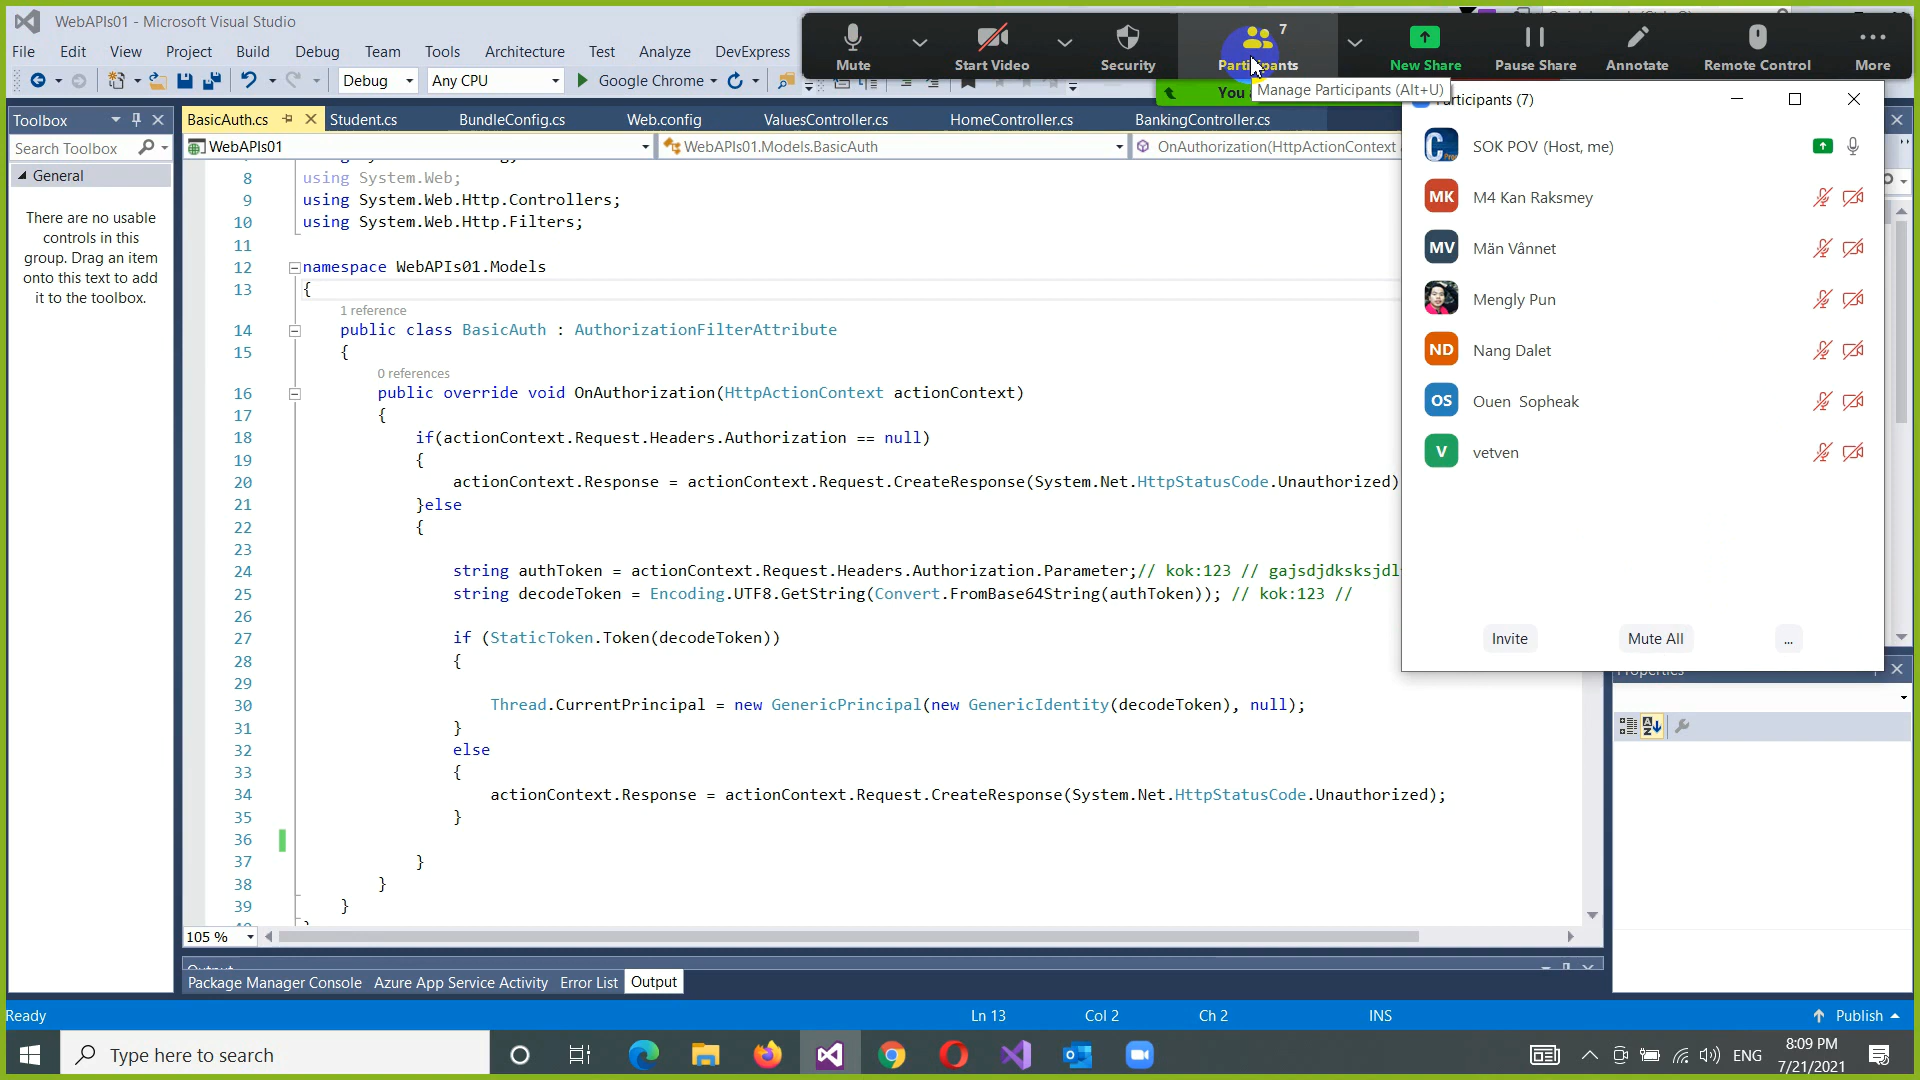 WebAPIs01 - Microsoft Visual Studio
File Edit View Project Build Debug Team Tools Architecture Test Analyze DevExpress
Debug Any CPU Google Chrome
Mute Start Video Security Participants 7 New Share Pause Share Annotate Remote Control More
You
Manage Participants (Alt+U)
Toolbox
Search Toolbox
General
There are no usable
controls in this
group. Drag an item
onto this text to add
it to the toolbox.
BasicAuth.cs Student.cs BundleConfig.cs Web.config ValuesController.cs HomeController.cs BankingController.cs
WebAPIs01 WebAPIs01.Models.BasicAuth OnAuthorization(HttpActionContext
8 using System.Web;
9 using System.Web.Http.Controllers;
10 using System.Web.Http.Filters;
11
12 namespace WebAPIs01.Models
13 {
1 reference
14 public class BasicAuth : AuthorizationFilterAttribute
15 {
0 references
16 public override void OnAuthorization(HttpActionContext actionContext)
17 {
18 if(actionContext.Request.Headers.Authorization == null)
19 {
20 actionContext.Response = actionContext.Request.CreateResponse(System.Net.HttpStatusCode.Unauthorized)
21 }else
22 {
23
24 string authToken = actionContext.Request.Headers.Authorization.Parameter;// kok:123 // gajsdjdksksjdl
25 string decodeToken = Encoding.UTF8.GetString(Convert.FromBase64String(authToken)); // kok:123 //
26
27 if (StaticToken.Token(decodeToken))
28 {
29
30 Thread.CurrentPrincipal = new GenericPrincipal(new GenericIdentity(decodeToken), null);
31 }
32 else
33 {
34 actionContext.Response = actionContext.Request.CreateResponse(System.Net.HttpStatusCode.Unauthorized);
35 }
36
37 }
38 }
39 }
105 %
Participants (7)
SOK POV (Host, me)
MK M4 Kan Raksmey
MV Män Vânnet
Mengly Pun
ND Nang Dalet
OS Ouen Sopheak
V vetven
Invite Mute All ...
Properties
Output
Package Manager Console Azure App Service Activity Error List Output
Ready Ln 13 Col 2 Ch 2 INS Publish
Type here to search
ENG
8:09 PM
7/21/2021